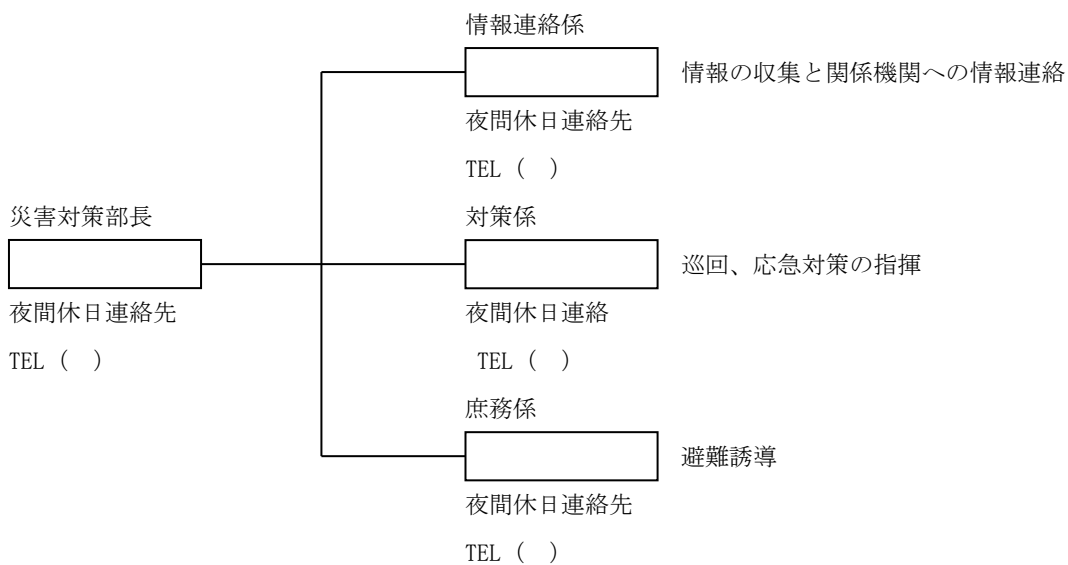 情報連絡係
情報の収集と関係機関への情報連絡
夜間休日連絡先
TEL ( )
災害対策部長
夜間休日連絡先
TEL ( )
対策係
巡回、応急対策の指揮
夜間休日連絡
TEL ( )
庶務係
避難誘導
夜間休日連絡先
TEL ( )